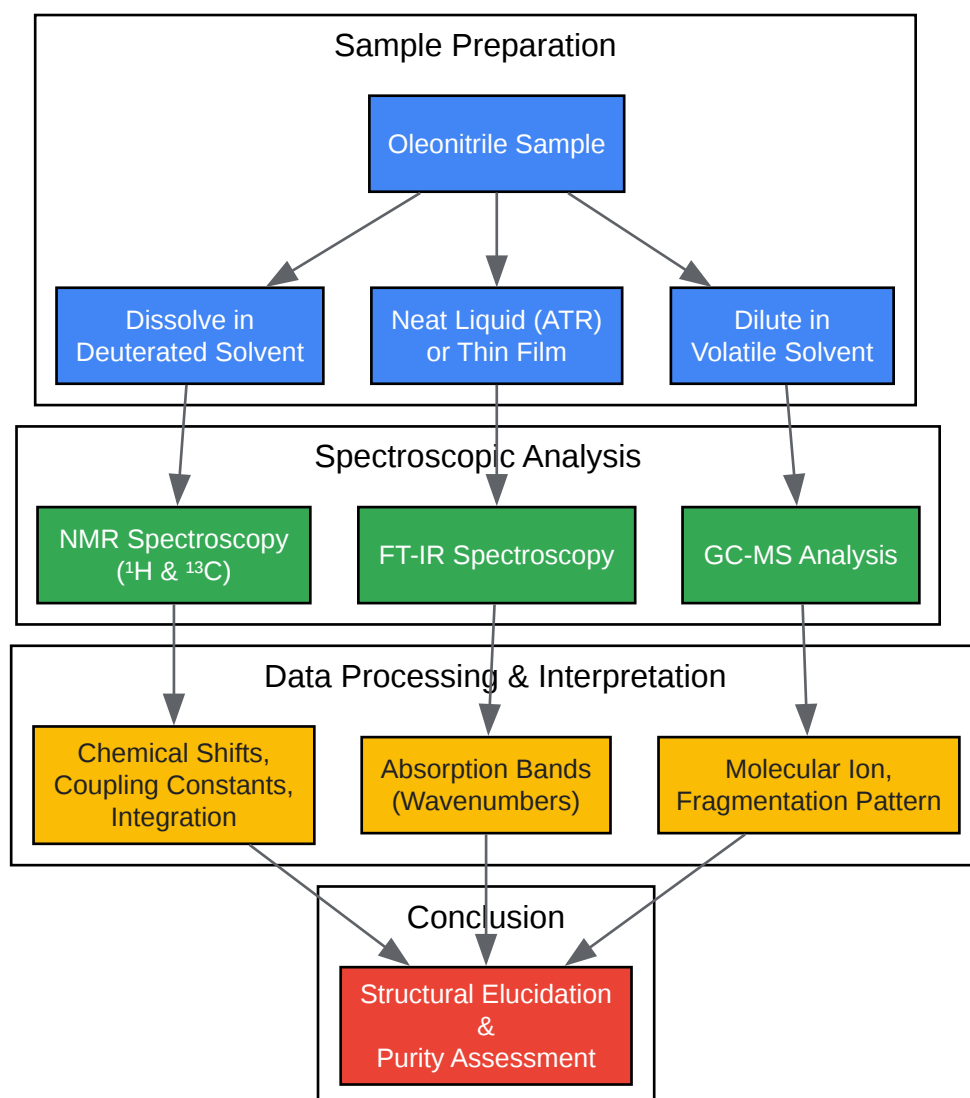 Sample Preparation
Oleonitrile Sample
Dissolve in
Deuterated Solvent
Neat Liquid (ATR)
or Thin Film
Dilute in
Volatile Solvent
Spectroscopic Analysis
NMR Spectroscopy
(¹H & ¹³C)
FT-IR Spectroscopy
GC-MS Analysis
Data Processing & Interpretation
Chemical Shifts,
Coupling Constants,
Integration
Absorption Bands
(Wavenumbers)
Molecular Ion,
Fragmentation Pattern
Conclusion
Structural Elucidation
&
Purity Assessment